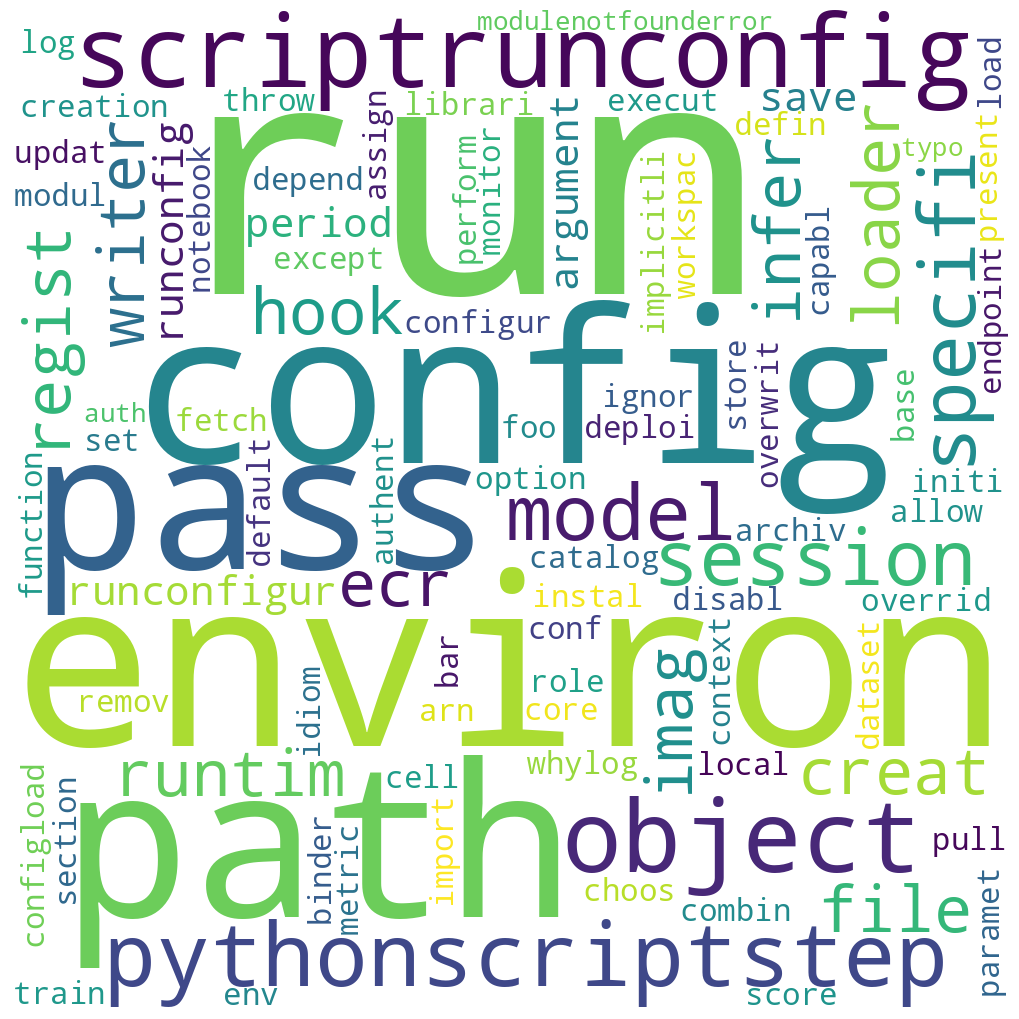 modulenotfounderror
log
scriptrunconfig
creation
throw
assign
librari
execut
save
defin
load
run
updat
modul
writer
runconfig
notebook
depend
period
except
perform
monitor
argument
implicitli
workspac
infer
capabl
loader
typo
present
specifi
endpoint
regist
hook
configur
config
store
overwrit
base
auth
set
fetch
foo
ignor
deploi
function
pass
default
authent
option
model
archiv
initi
allow
catalog
session
runconfigur
ecr
instal
disabl
overrid
environ
conf
bar
remov
idiom
arn
role
core
imag
context
dataset
runtim
cell
whylog
local
creat
path
configload
section
binder
metric
import
object
pull
choos
combin
file
paramet
pythonscriptstep
train
env
score